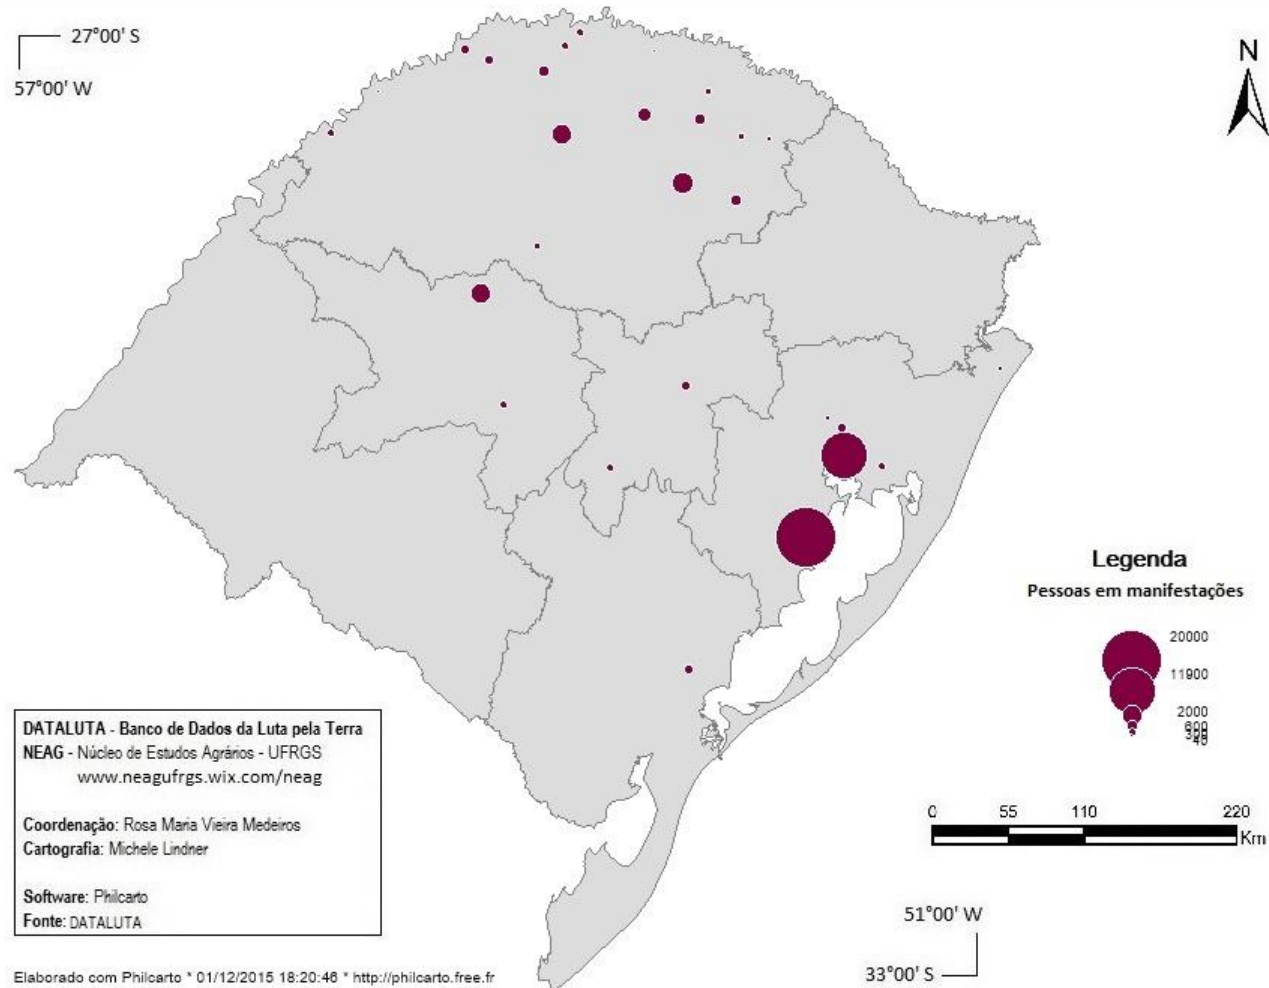 27°00' S
57°00' W
N
Legenda
Pessoas em manifestações
20000
11900
2000
800
300
40
0 55 110 220
Km
DATALUTA - Banco de Dados da Luta pela Terra
NEAG - Núcleo de Estudos Agrários - UFRGS
www.neagufrgs.wix.com/neag
Coordenação: Rosa Maria Vieira Medeiros
Cartografia: Michele Lindner
Software: Philcarto
Fonte: DATALUTA
51°00' W
33°00' S
Elaborado com Philcarto * 01/12/2015 18:20:46 * http://philcarto.free.fr